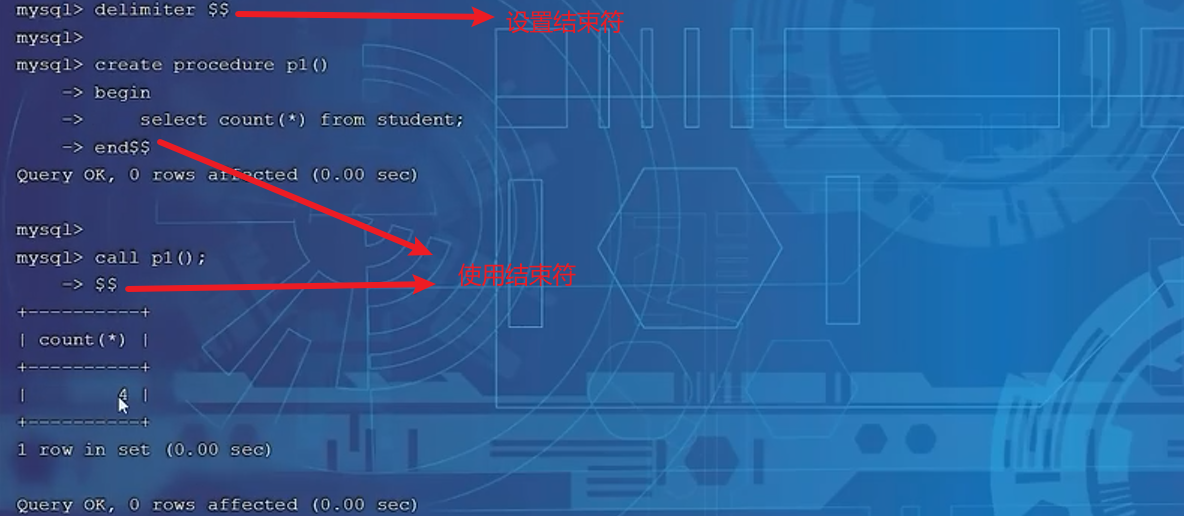 mysql> delimiter $$
设置结束符
mysql>
mysql> create procedure p1()
-> begin
-> select count(*) from student;
-> end$$
Query OK, 0 rows affected (0.00 sec)
mysql>
mysql> call p1();
使用结束符
-> $$
+----------+
| count(*) |
+----------+
| 4 |
+----------+
1 row in set (0.00 sec)
Query OK, 0 rows affected (0.00 sec)